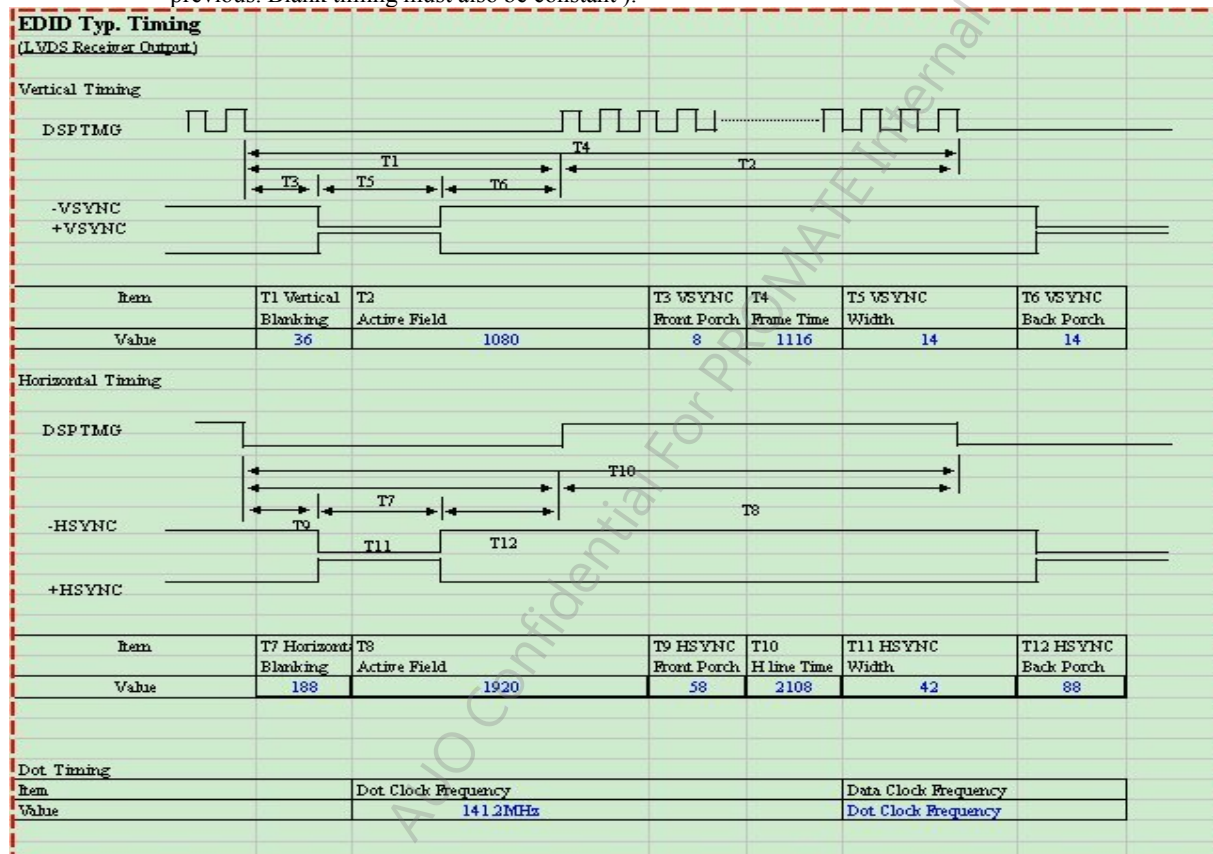 previous. Blank timing must also be constant ).
EDID Typ. Timing
(LVDS Receiver Output)
Vertical Timing
DSPTMG
T4
T1
T2
T3
T5
T6
-VSYNC
+VSYNC
Item T1 Vertical Blanking T2 Active Field T3 VSYNC Front Porch T4 Frame Time T5 VSYNC Width T6 VSYNC Back Porch
Value 36 1080 8 1116 14 14
Horizontal Timing
DSPTMG
T10
T7
T8
-HSYNC
T9
T11
T12
+HSYNC
Item T7 Horizonta Blanking T8 Active Field T9 HSYNC Front Porch T10 H line Time T11 HSYNC Width T12 HSYNC Back Porch
Value 188 1920 58 2108 42 88
Dot Timing
Item Dot Clock Frequency Data Clock Frequency
Value 141.2MHz Dot Clock Frequency
AUO Confidential For PROMATE Internal